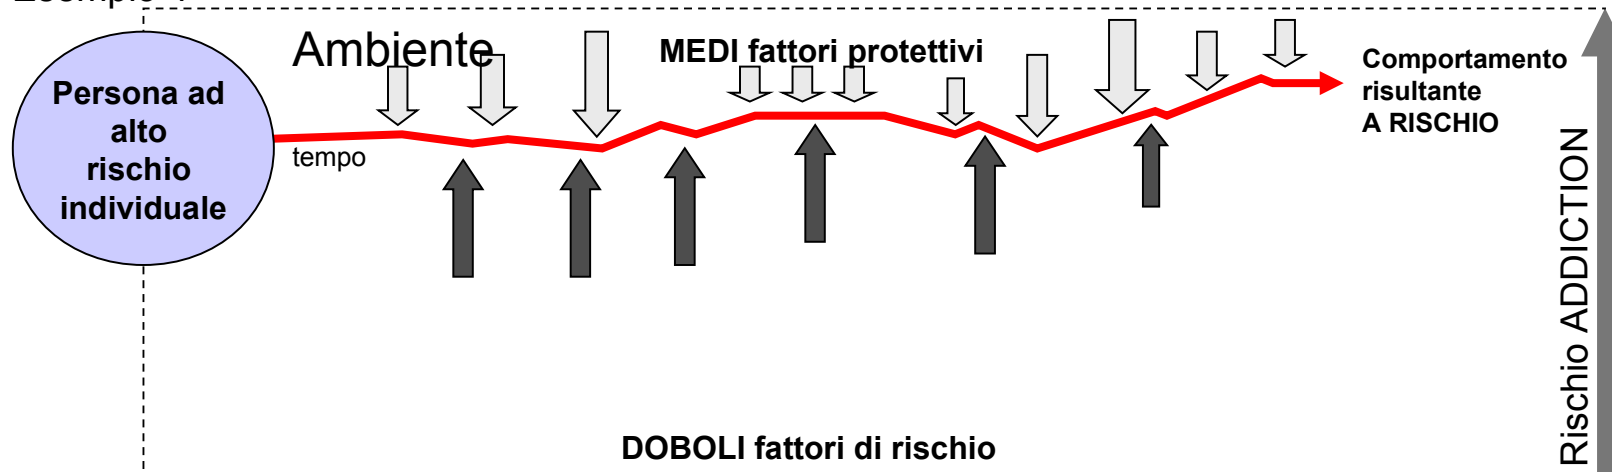 Ambiente
MEDI fattori protettivi
Persona ad
alto
rischio
individuale
tempo
Comportamento
risultante
A RISCHIO
Rischio ADDICTION
DOBOLI fattori di rischio